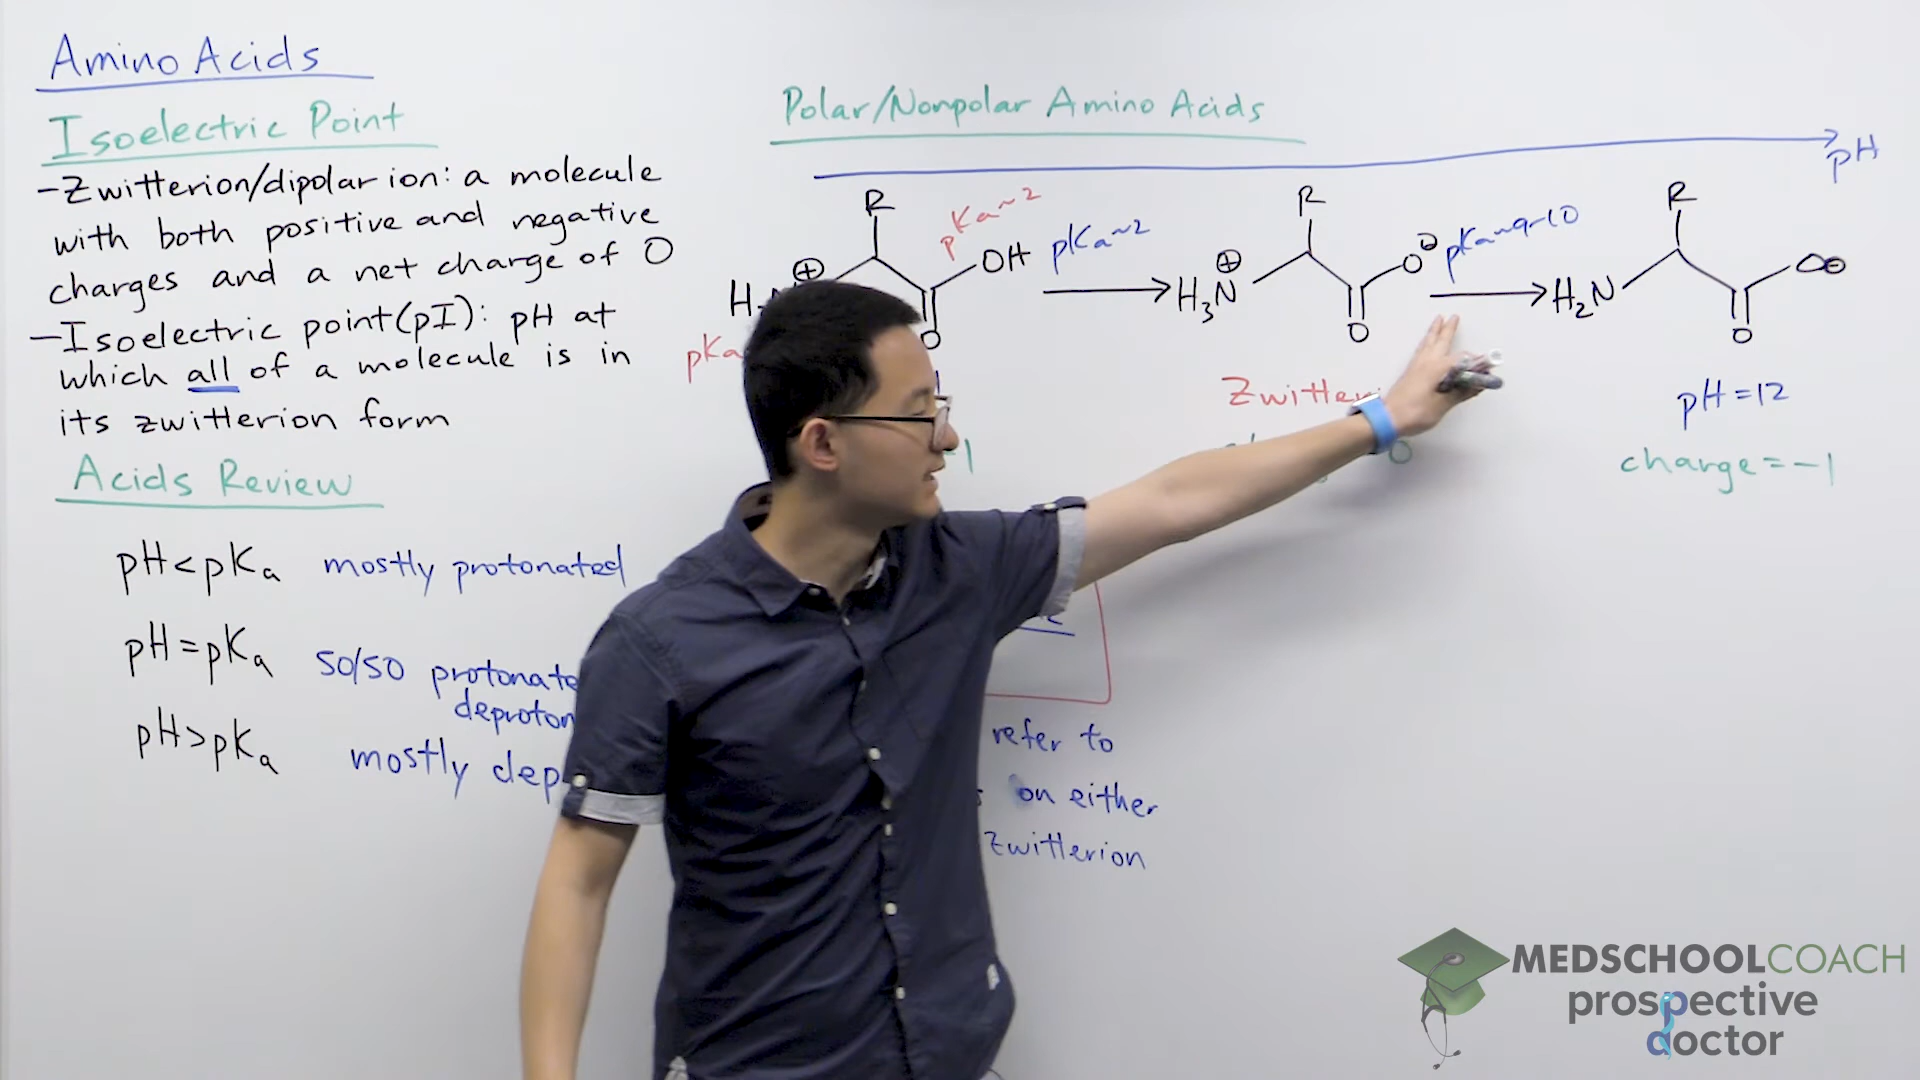 Amino Acids
Isoelectric Point
-Zwitterion/dipolar ion: a molecule
with both positive and negative
charges and a net charge of 0
-Isoelectric point(pI): pH at
which all of a molecule is in
its zwitterion form
Acids Review
pH<pKa mostly protonated
pH=pKa 50/50 protonate
deproton
pH>pKa mostly dep
Polar/Nonpolar Amino Acids
pH
R
pKa~2
OH
⊕
H
O
pKa
pKa~2
R
⊕
H3N
O⊖
O
Zwitteri
0
pKa~9-10
R
H2N
O⊖
O
pH=12
charge=-1
1
refer to
on either
zwitterion
MEDSCHOOLCOACH
prospective
doctor